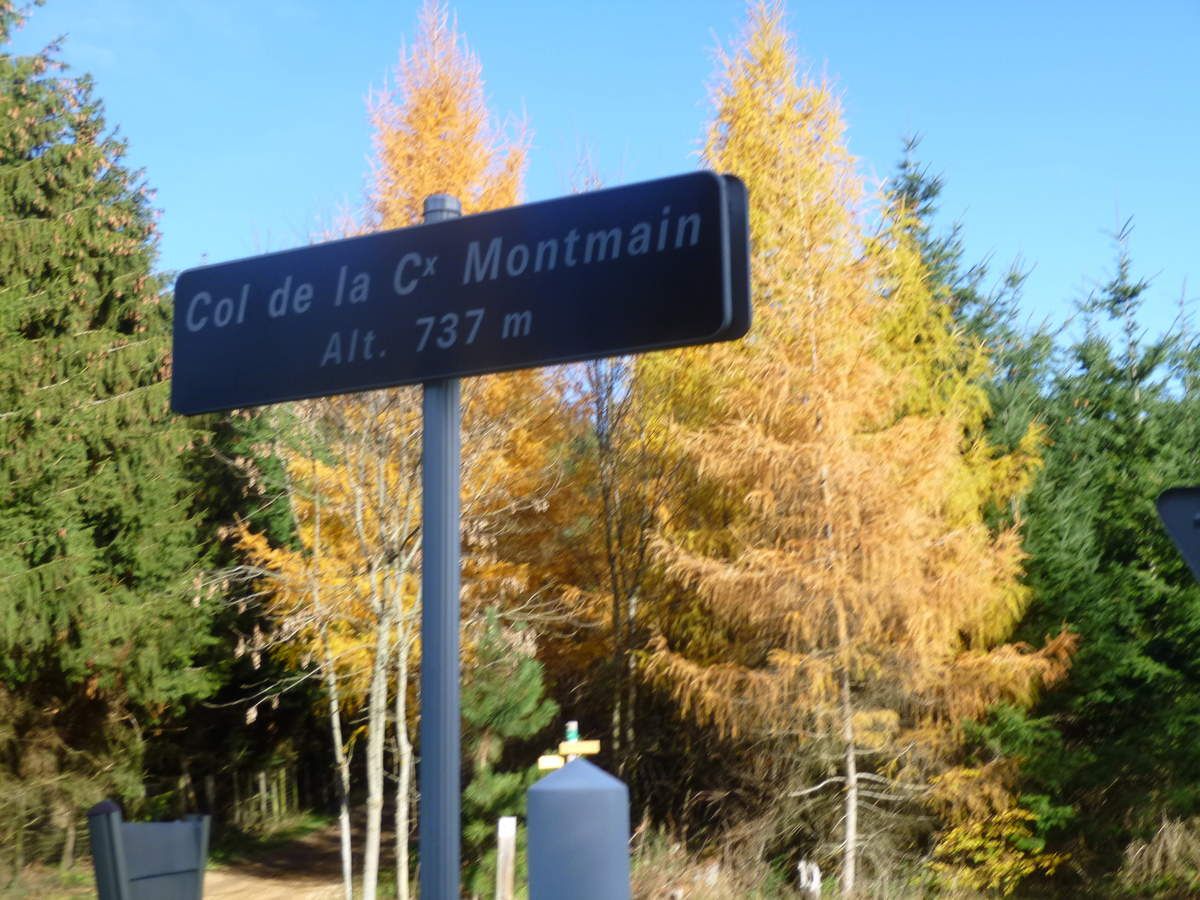 Col de la Cx Montmain
Alt. 737 m